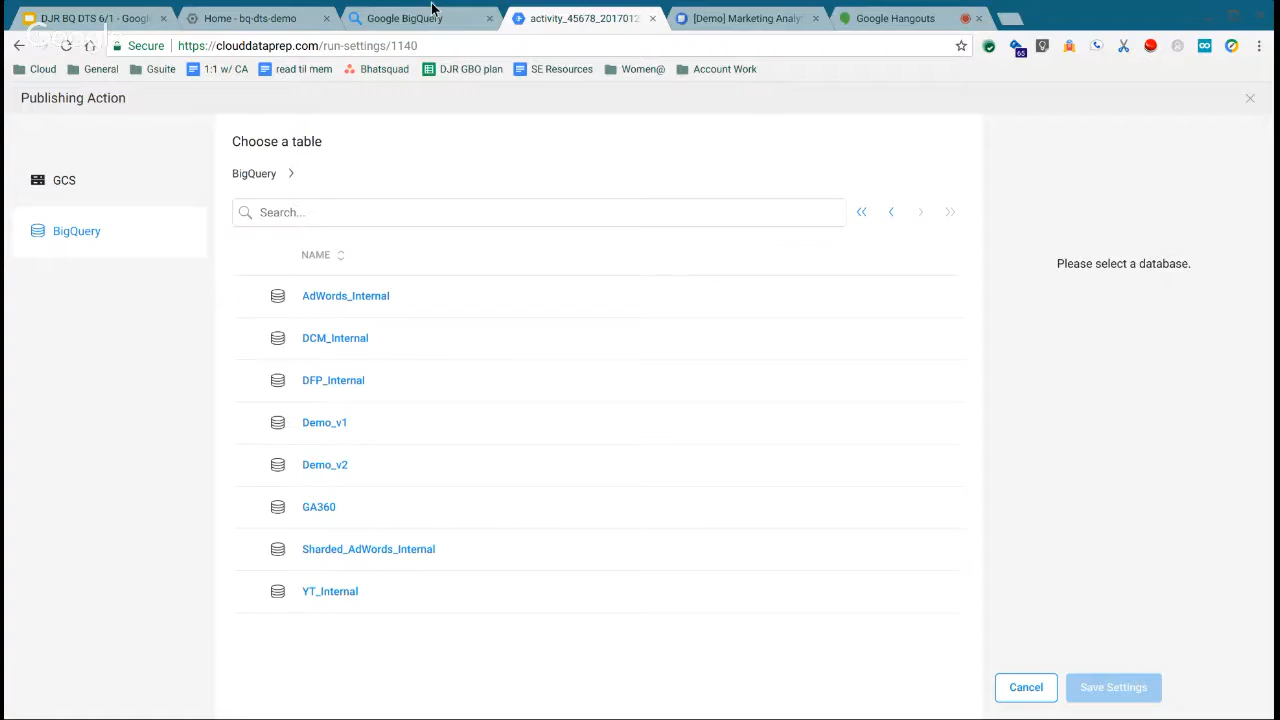 DJR BQ DTS 6/1 - Googl
Home - bq-dts-demo
Google BigQuery
activity_45678_2017012
[Demo] Marketing Analy
Google Hangouts
Secure
https://clouddataprep.com/run-settings/1140
65
Cloud
General
Gsuite
1:1 w/ CA
read til mem
Bhatsquad
DJR GBO plan
SE Resources
Women@
Account Work
Publishing Action
GCS
BigQuery
Choose a table
BigQuery
Search...
NAME
AdWords_Internal
DCM_Internal
DFP_Internal
Demo_v1
Demo_v2
GA360
Sharded_AdWords_Internal
YT_Internal
Please select a database.
Cancel
Save Settings